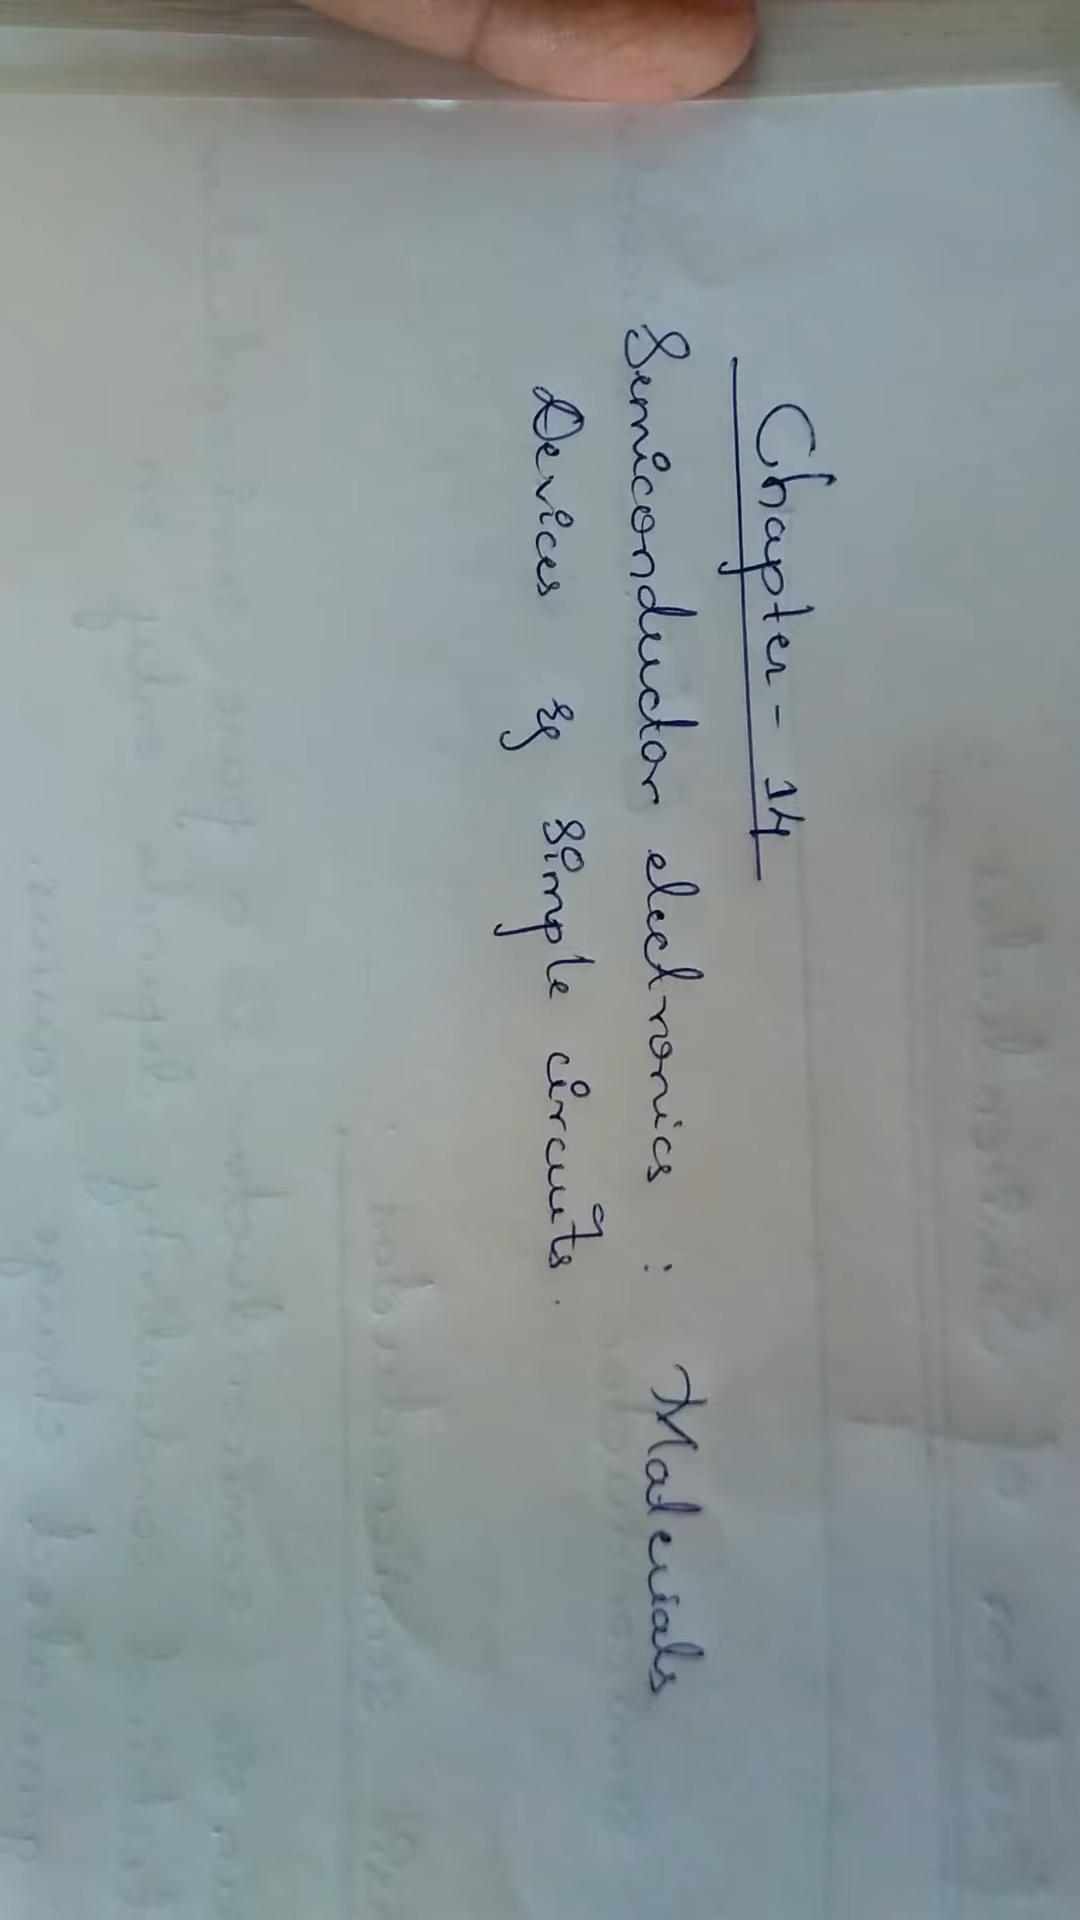 Chapter - 14
Semiconductor electronics : Materials
Devices & simple circuits.